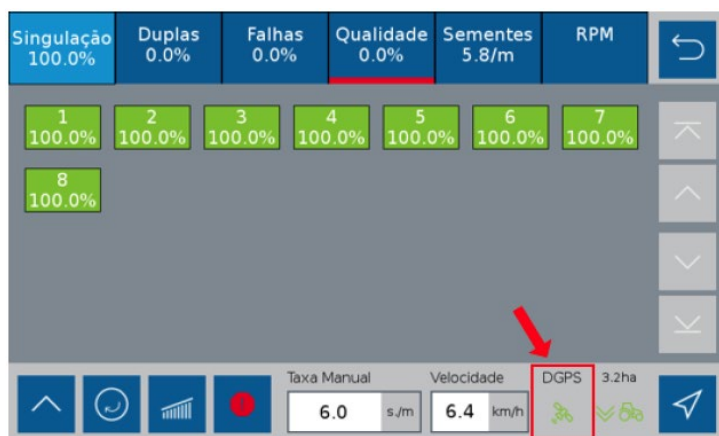 Singulação 100.0%
Duplas 0.0%
Falhas 0.0%
Qualidade 0.0%
Sementes 5.8/m
RPM
1 100.0%
2 100.0%
3 100.0%
4 100.0%
5 100.0%
6 100.0%
7 100.0%
8 100.0%
Taxa Manual
6.0 s./m
Velocidade
6.4 km/h
DGPS
3.2ha